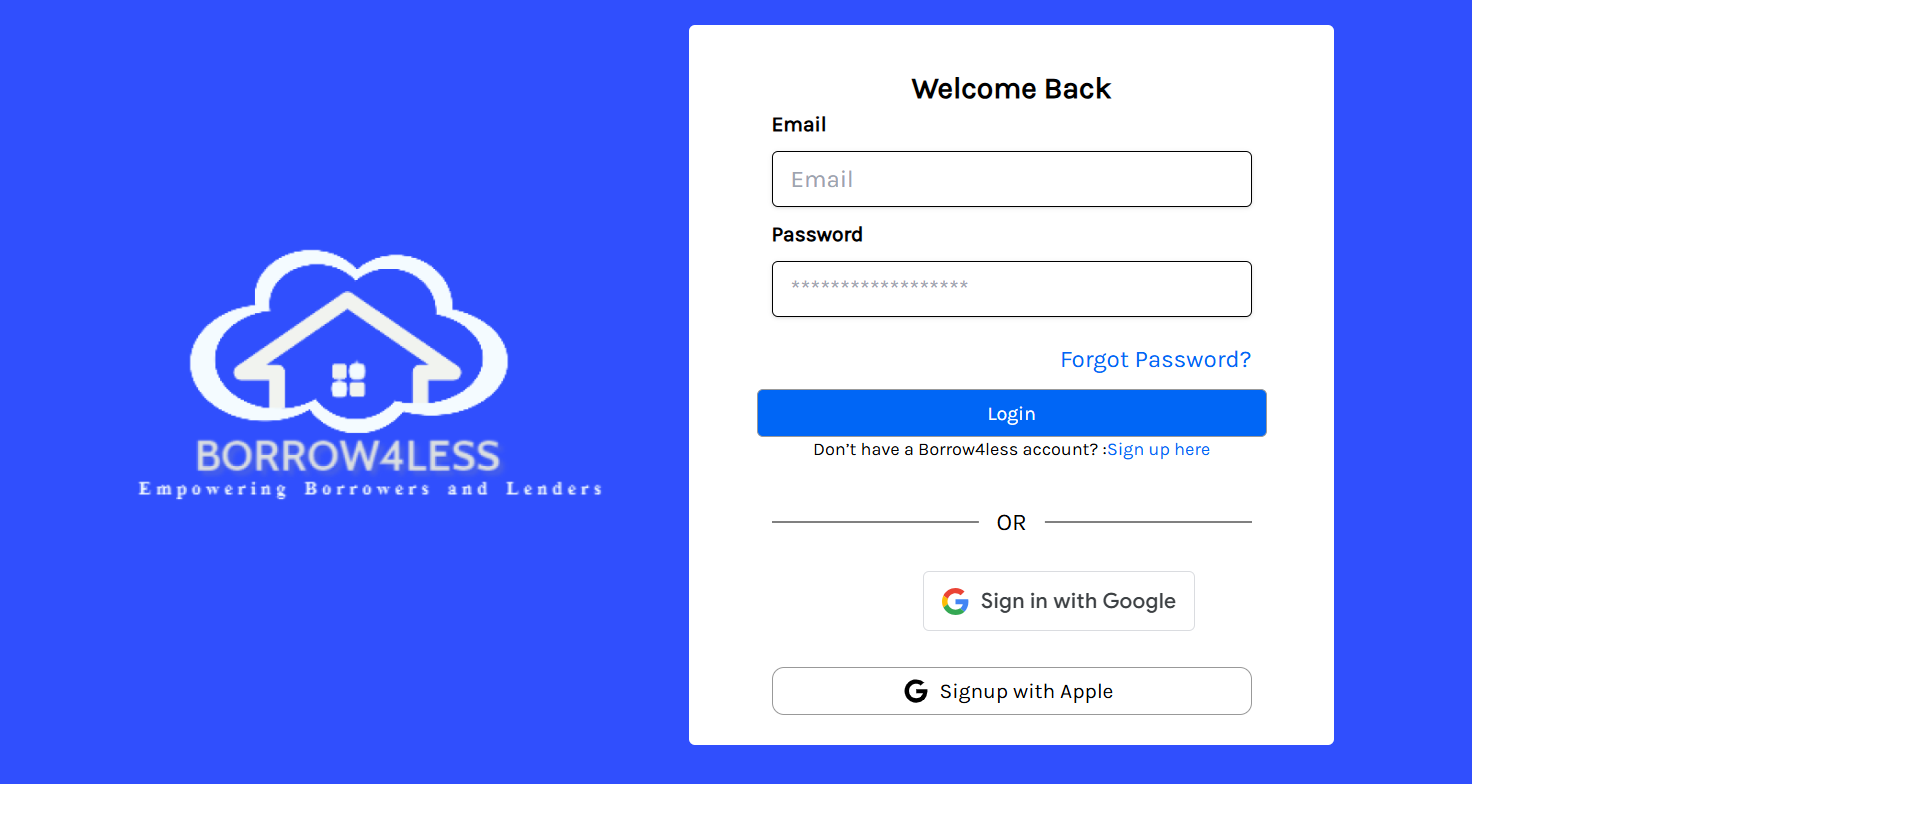 BORROW4LESS
Empowering Borrowers and Lenders
Welcome Back
Email
Email
Password
******************
Forgot Password?
Login
Don’t have a Borrow4less account? :Sign up here
OR
Sign in with Google
Signup with Apple